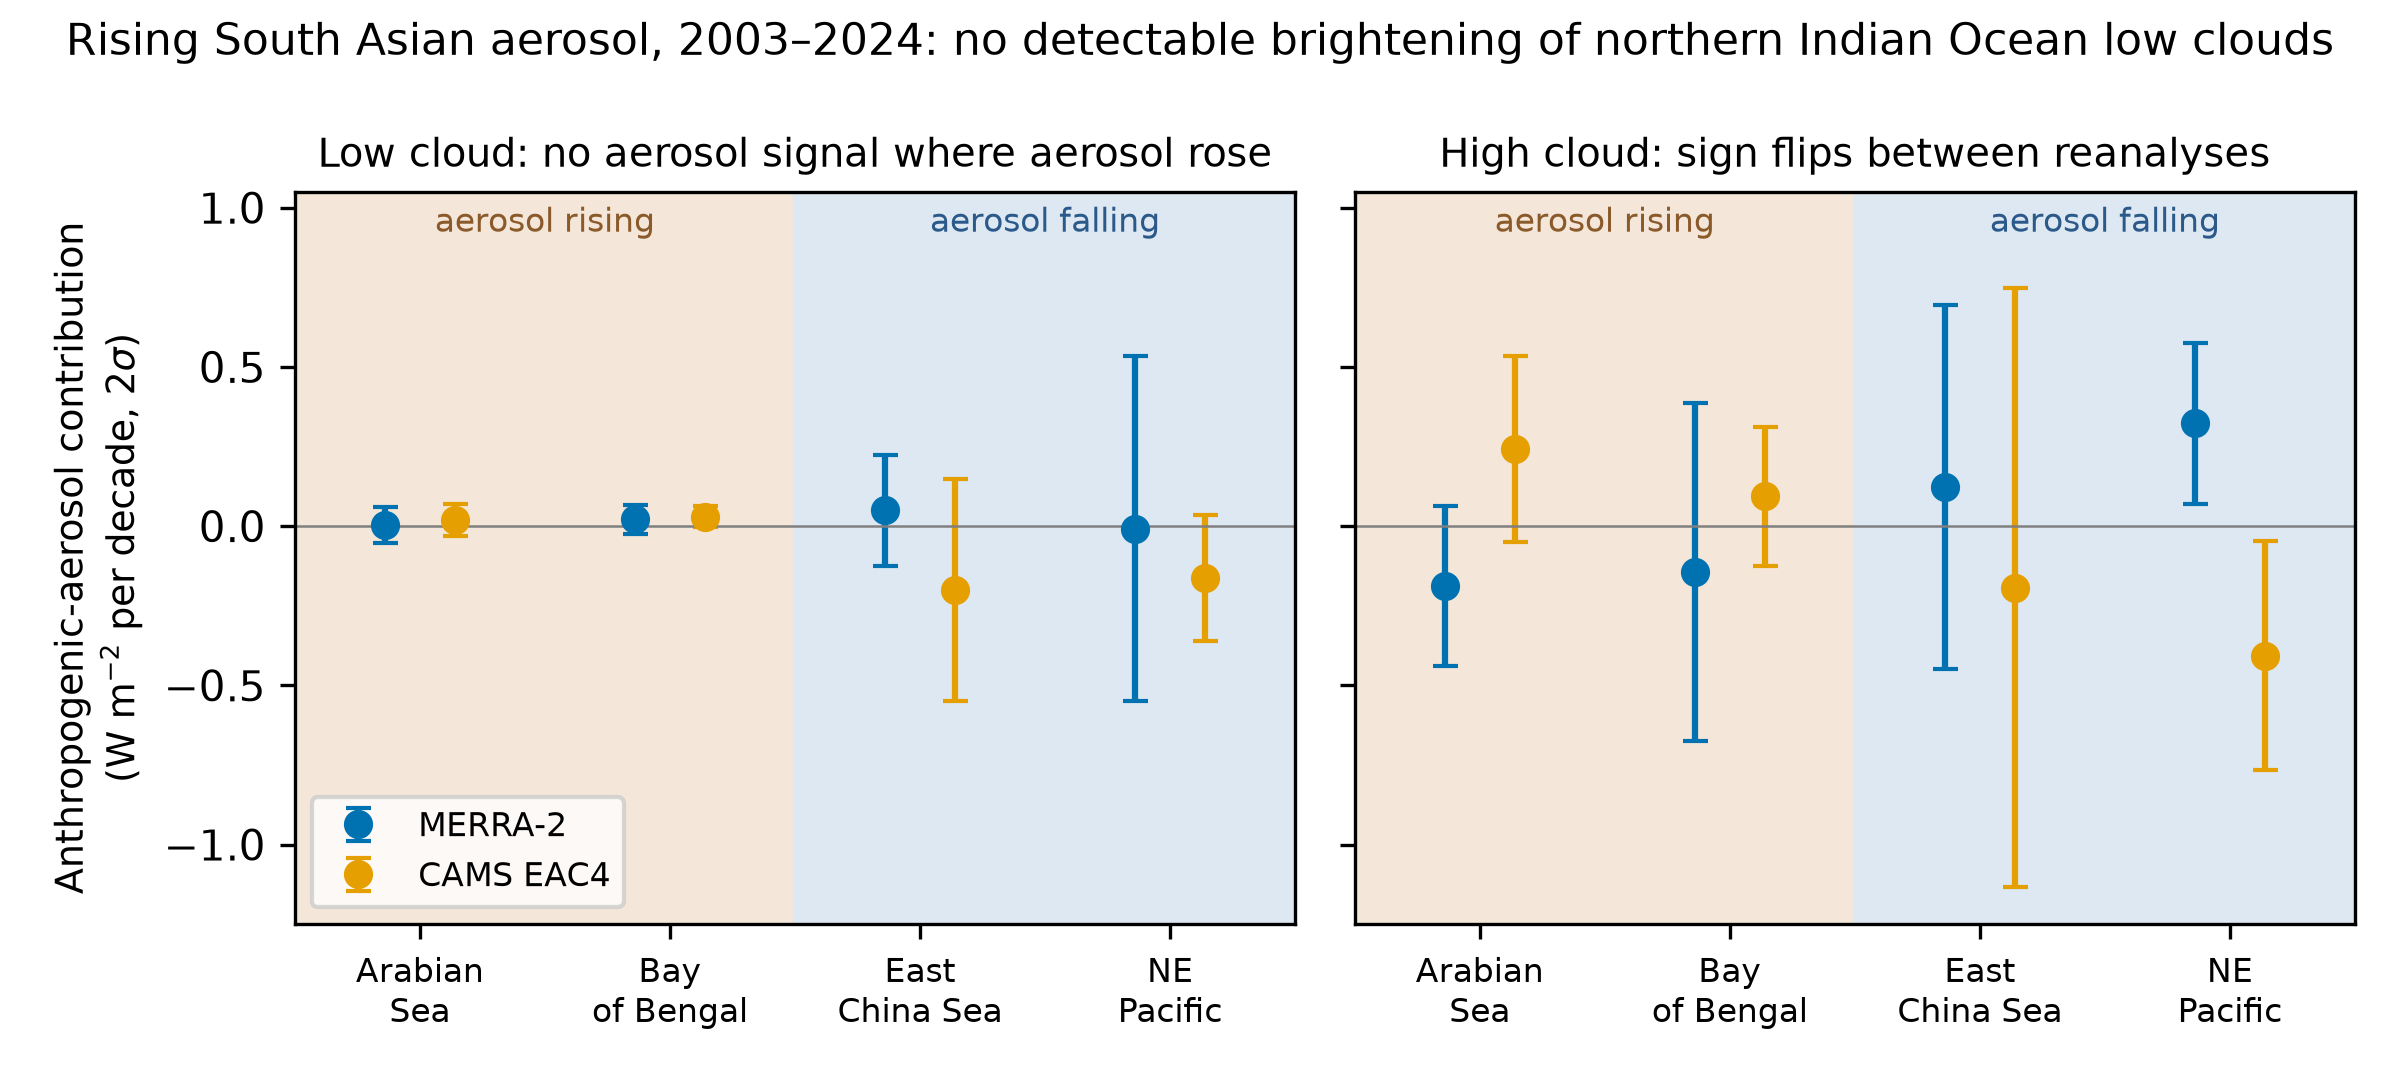 Rising South Asian aerosol, 2003–2024: no detectable brightening of northern Indian Ocean low clouds
Low cloud: no aerosol signal where aerosol rose
High cloud: sign flips between reanalyses
Anthropogenic-aerosol contribution
(W m⁻² per decade, 2σ)
1.0
0.5
0.0
−0.5
−1.0
aerosol rising
aerosol falling
MERRA-2
CAMS EAC4
Arabian
Sea
Bay
of Bengal
East
China Sea
NE
Pacific
aerosol rising
aerosol falling
Arabian
Sea
Bay
of Bengal
East
China Sea
NE
Pacific